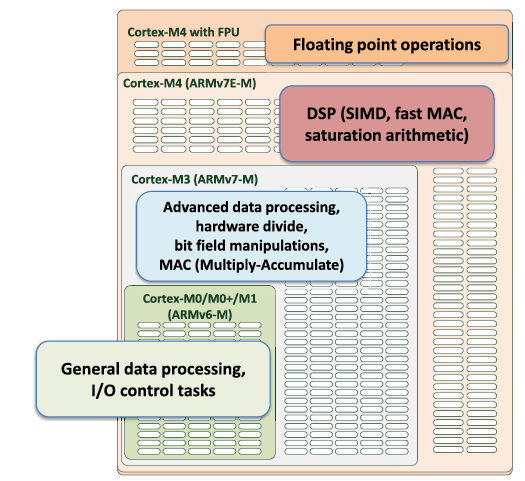 Cortex-M4 with FPU
Floating point operations
Cortex-M4 (ARMv7E-M)
DSP (SIMD, fast MAC,
saturation arithmetic)
Cortex-M3 (ARMv7-M)
Advanced data processing,
hardware divide,
bit field manipulations,
MAC (Multiply-Accumulate)
Cortex-M0/M0+/M1
(ARMv6-M)
General data processing,
I/O control tasks